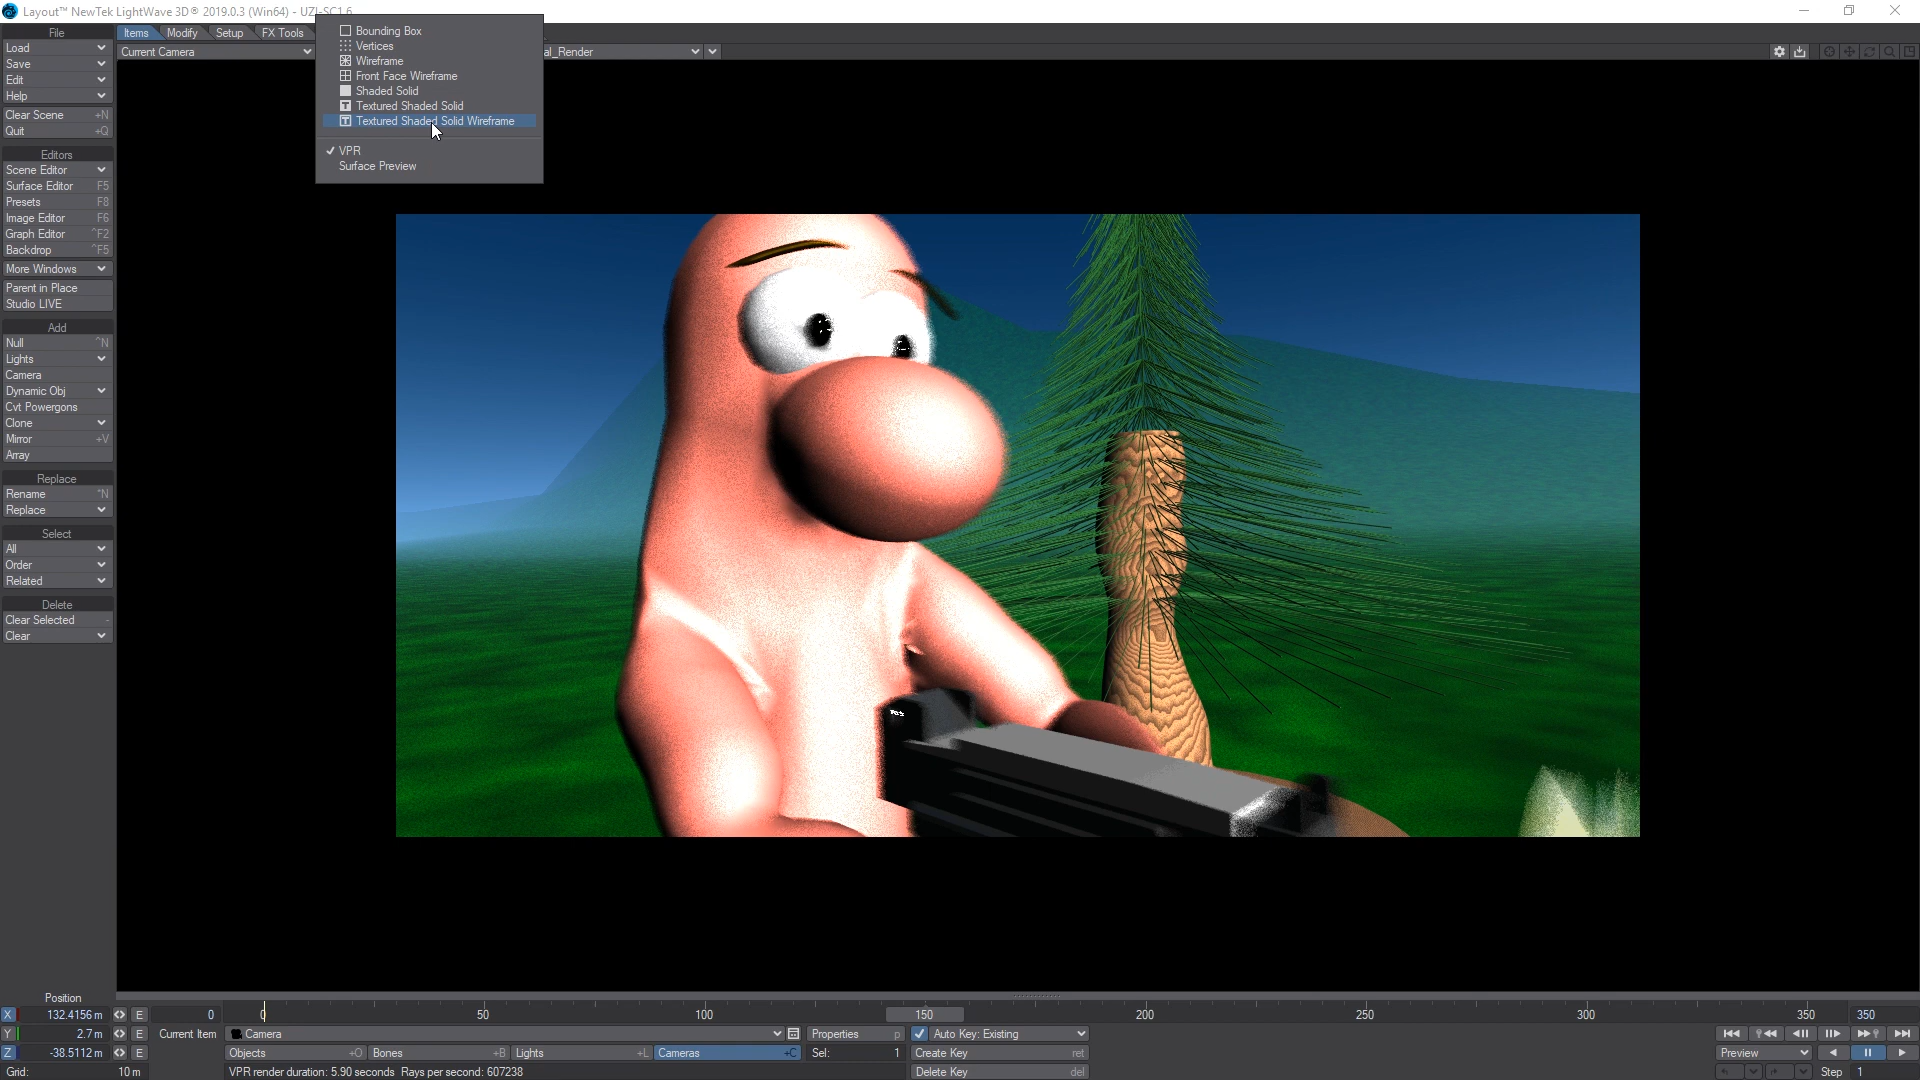 Layout™ NewTek LightWave 3D® 2019.0.3 (Win64) - UZI-SC1.6
File
Items
Modify
Setup
FX Tools
Load
Current Camera
al_Render
Save
Edit
Help
Clear Scene +N
Quit +Q
Bounding Box
Vertices
Wireframe
Front Face Wireframe
Shaded Solid
Textured Shaded Solid
Textured Shaded Solid Wireframe
VPR
Surface Preview
Editors
Scene Editor
Surface Editor F5
Presets F8
Image Editor F6
Graph Editor ^F2
Backdrop ^F5
More Windows
Parent in Place
Studio LIVE
Add
Null ^N
Lights
Camera
Dynamic Obj
Cvt Powergons
Clone
Mirror +V
Array
Replace
Rename ^N
Replace
Select
All
Order
Related
Delete
Clear Selected -
Clear
Position
X 132.4156 m E 0
0 50 100 150 200 250 300 350 350
Y 2.7 m E Current Item Camera Properties p Auto Key: Existing
Z -38.5112 m E Objects +O Bones +B Lights +L Cameras +C Sel: 1 Create Key ret Preview
Grid: 10 m VPR render duration: 5.90 seconds Rays per second: 607238 Delete Key del Step 1